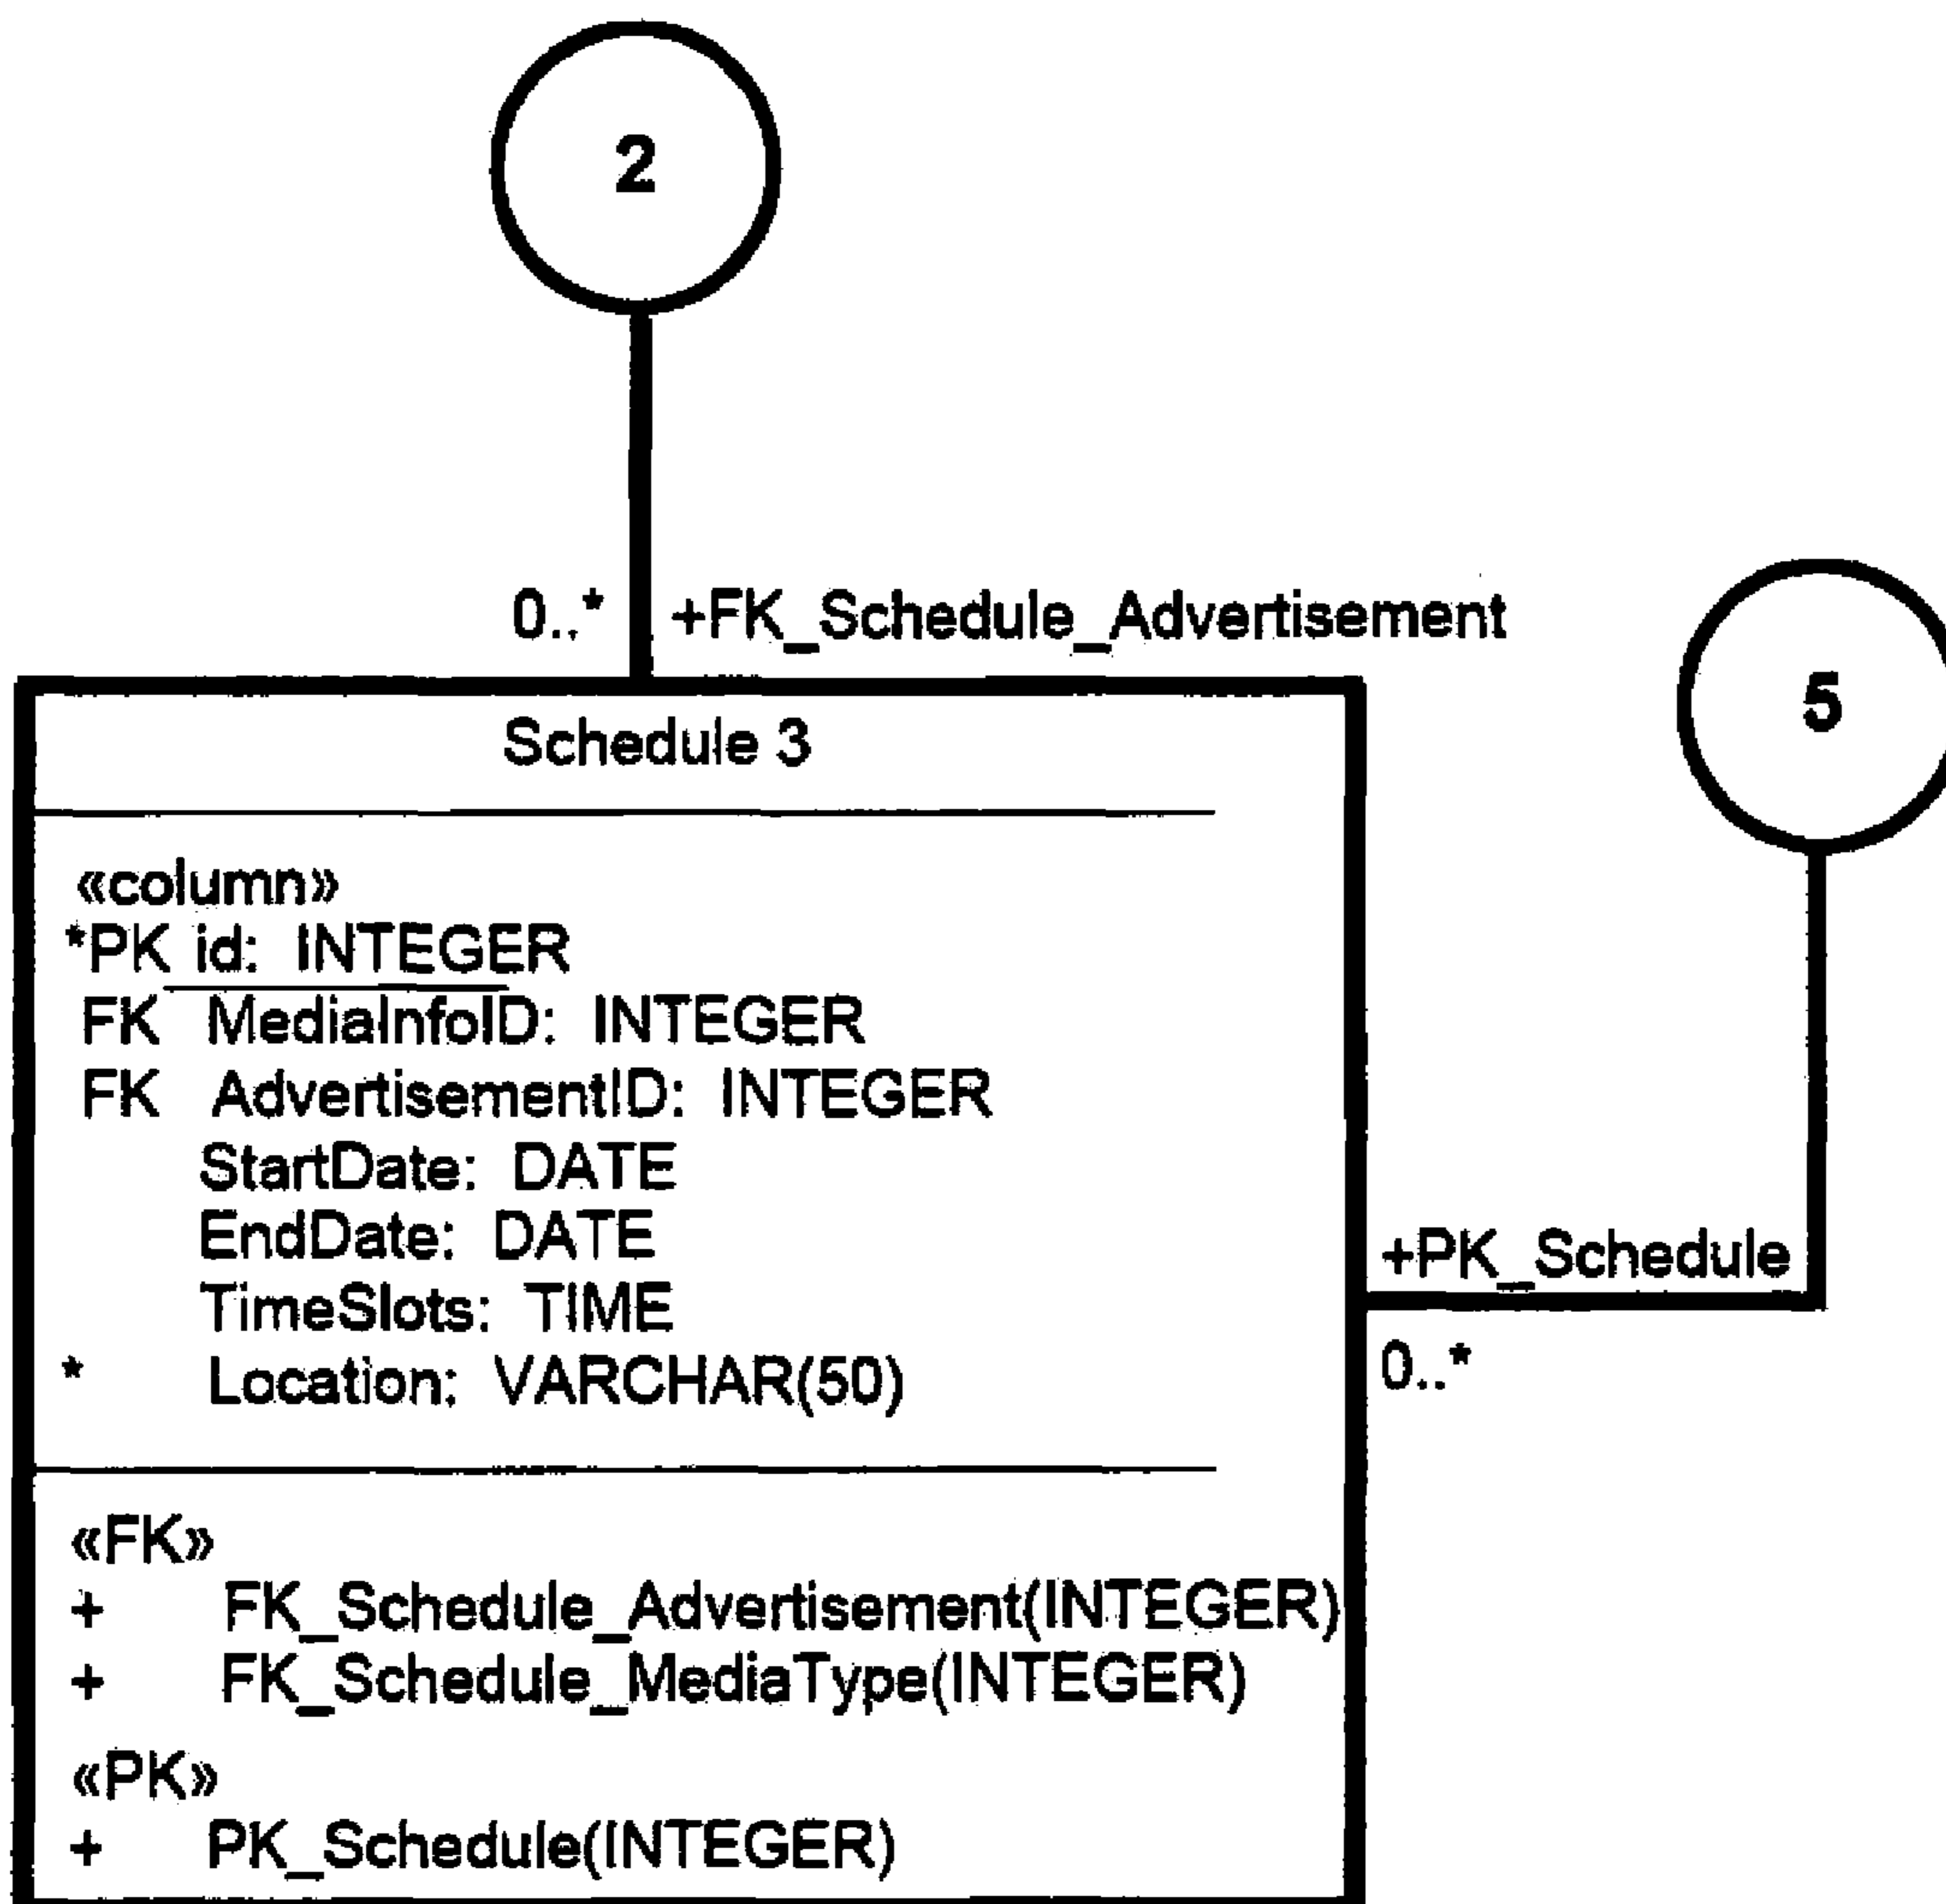 2
0..* +FK_Schedule_Advertisement
5
Schedule 3
«column»
*PK id: INTEGER
FK MediaInfoID: INTEGER
FK AdvertisementID: INTEGER
StartDate: DATE
EndDate: DATE
TimeSlots: TIME
* Location: VARCHAR(50)
+PK_Schedule
0..*
«FK»
+ FK_Schedule_Advertisement(INTEGER)
+ FK_Schedule_MediaType(INTEGER)
«PK»
+ PK_Schedule(INTEGER)